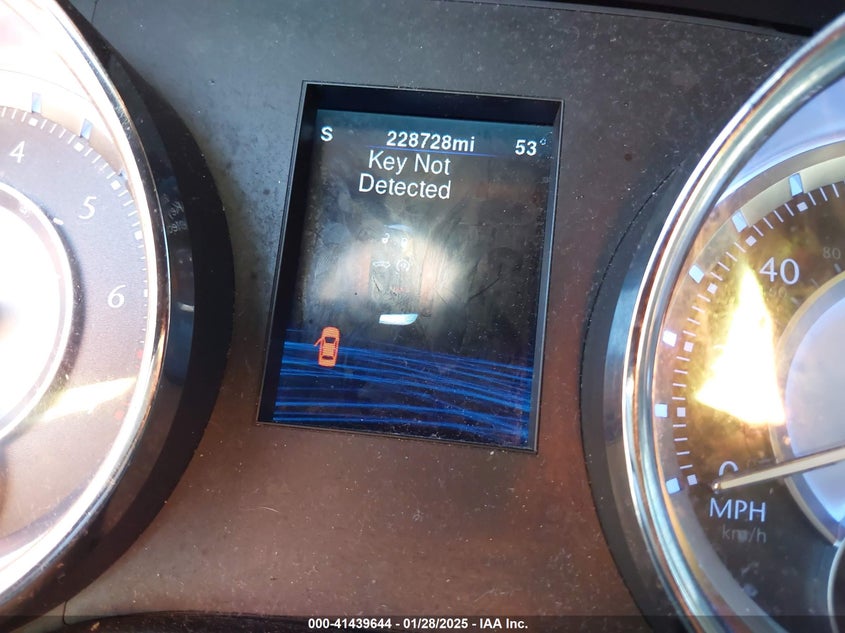 S 228728mi 53°
Key Not
Detected
4
5
6
40
80
0
MPH
km/h
000-41439644 - 01/28/2025 - IAA Inc.